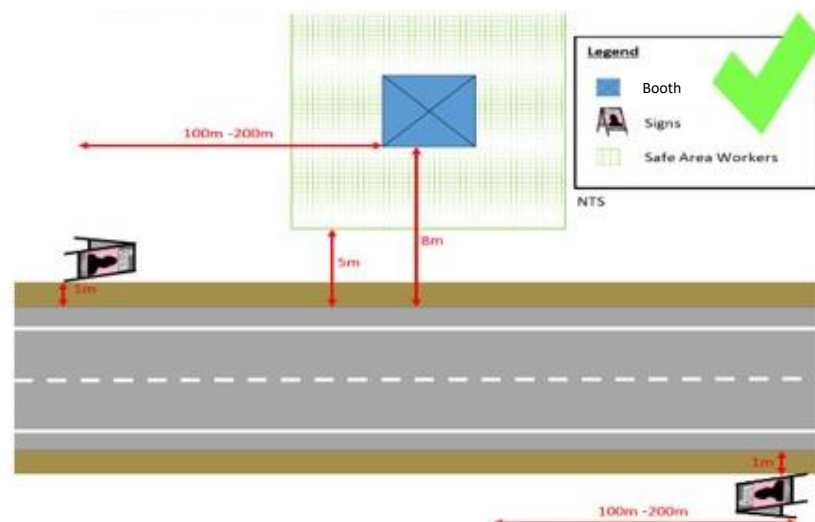 Legend
Booth
Signs
Safe Area Workers
NTS
100m -200m
8m
5m
1m
1m
100m -200m